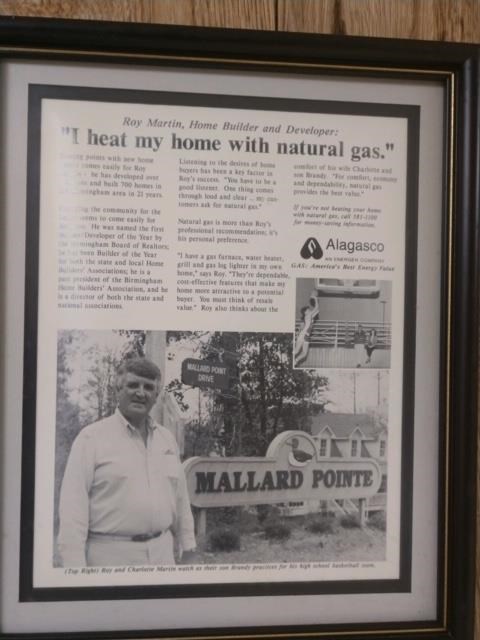 Roy Martin, Home Builder and Developer:
"I heat my home with natural gas."
points with new home
comes easily for Roy
he has developed over
and built 700 homes in
area in 21 years.
the community for the
seems to come easily for
He was named the first
Developer of the Year by
the Birmingham Board of Realtors;
he has been Builder of the Year
for both the state and local Home
Builders' Associations; he is a
past president of the Birmingham
Home Builders' Association, and he
is a director of both the state and
national associations.
Listening to the desires of home
buyers has been a key factor in
Roy's success. "You have to be a
good listener. One thing comes
through loud and clear ... my cus-
tomers ask for natural gas."
Natural gas is more than Roy's
professional recommendation; it's
his personal preference.
"I have a gas furnace, water heater,
grill and gas log lighter in my own
home," says Roy. "They're dependable,
cost-effective features that make my
home more attractive to a potential
buyer. You must think of resale
value." Roy also thinks about the
comfort of his wife Charlotte and
son Brandy. "For comfort, economy
and dependability, natural gas
provides the best value."
If you're not heating your home
with natural gas, call 581-1100
for money-saving information.
Alagasco
AN ENERGEN COMPANY
GAS: America's Best Energy Value
MALLARD POINT
DRIVE
MALLARD POINTE
(Top Right) Roy and Charlotte Martin watch as their son Brandy practices for his high school basketball team.